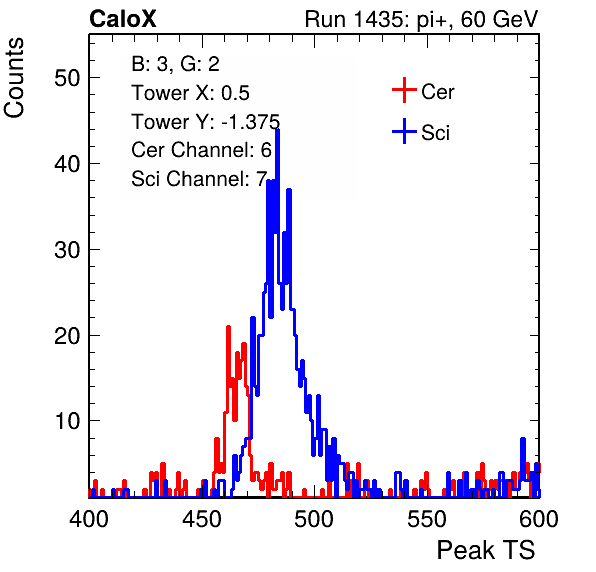 CaloX Run 1435: pi+, 60 GeV
Counts
B: 3, G: 2
Tower X: 0.5
Tower Y: -1.375
Cer Channel: 6
Sci Channel: 7
Cer
Sci
50
40
30
20
10
400 450 500 550 600
Peak TS